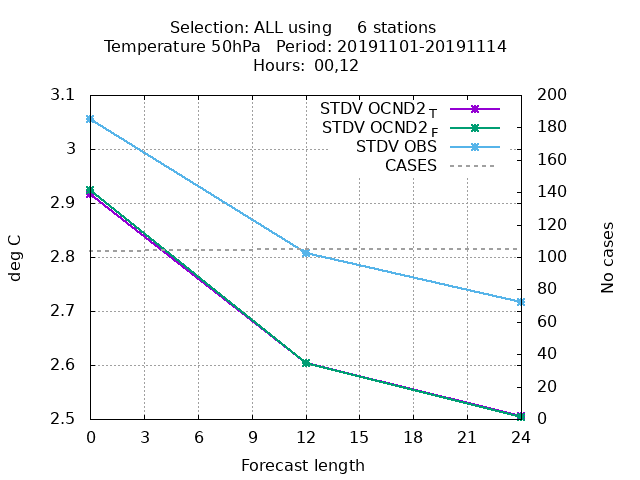 Selection: ALL using     6 stations
Temperature 50hPa   Period: 20191101-20191114
Hours:  00,12
STDV OCND2 T
STDV OCND2 F
STDV OBS
CASES
3.1
3
2.9
2.8
2.7
2.6
2.5
deg C
200
180
160
140
120
100
80
60
40
20
0
No cases
0 3 6 9 12 15 18 21 24
Forecast length